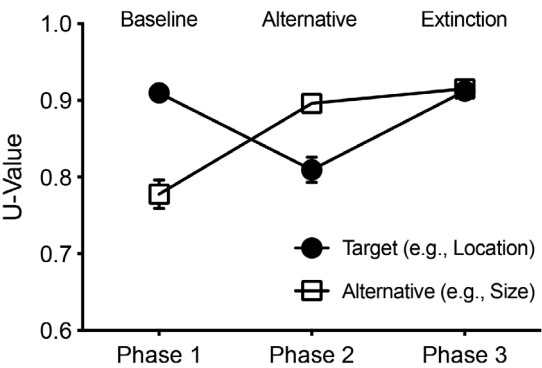 Baseline Alternative Extinction
1.0
0.9
0.8
0.7
0.6
U-Value
Target (e.g., Location)
Alternative (e.g., Size)
Phase 1 Phase 2 Phase 3